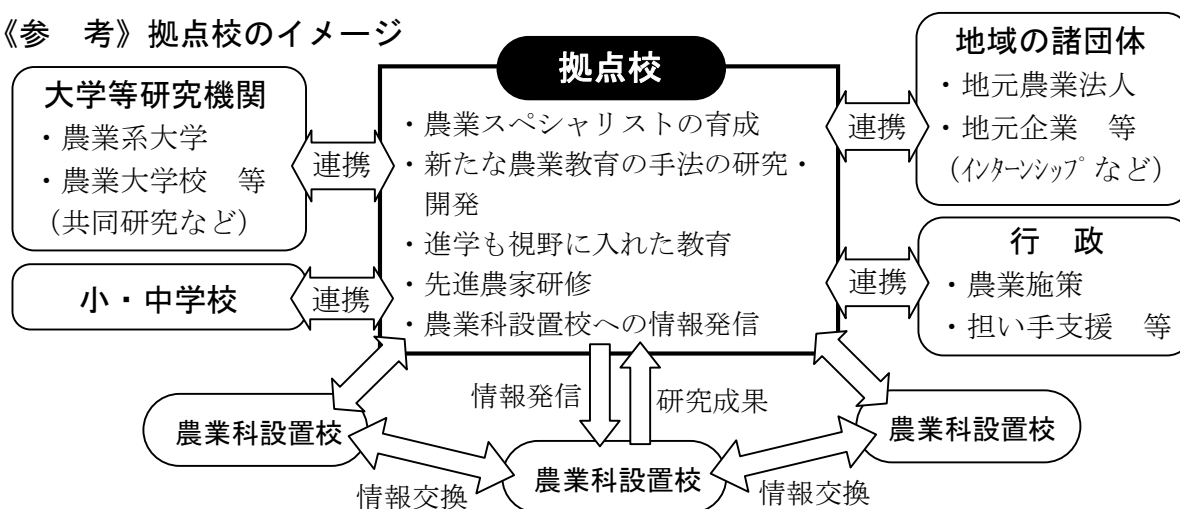 《参　考》拠点校のイメージ
大学等研究機関
・農業系大学
・農業大学校　等
（共同研究など）
連携
小・中学校
連携
拠点校
・農業スペシャリストの育成
・新たな農業教育の手法の研究・
開発
・進学も視野に入れた教育
・先進農家研修
・農業科設置校への情報発信
連携
地域の諸団体
・地元農業法人
・地元企業　等
（ｲﾝﾀｰﾝｼｯﾌﾟなど）
連携
行　政
・農業施策
・担い手支援　等
情報発信
研究成果
農業科設置校
農業科設置校
農業科設置校
情報交換
情報交換